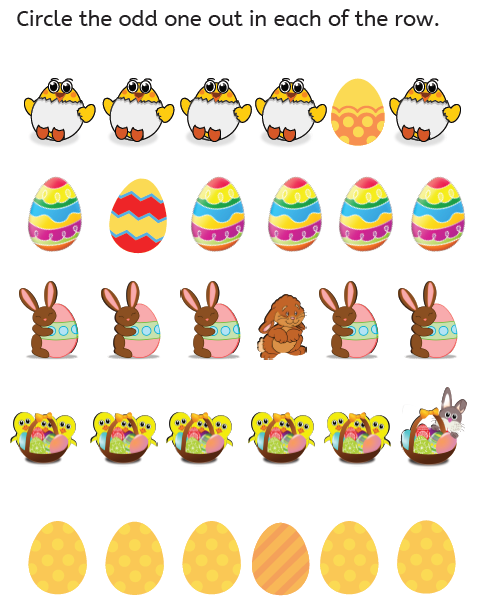 Circle the odd one out in each of the row.